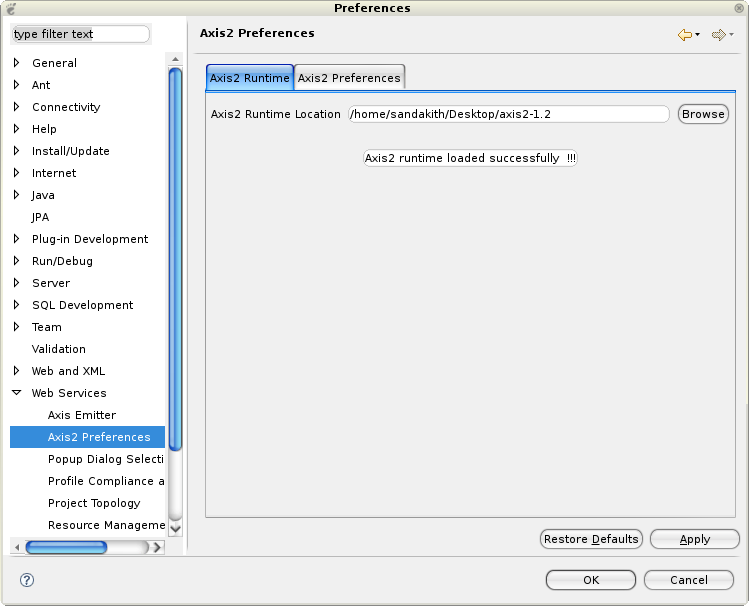 Preferences
type filter text
Axis2 Preferences
General
Ant
Connectivity
Help
Install/Update
Internet
Java
JPA
Plug-in Development
Run/Debug
Server
SQL Development
Team
Validation
Web and XML
Web Services
Axis Emitter
Axis2 Preferences
Popup Dialog Selecti
Profile Compliance a
Project Topology
Resource Manageme
Axis2 Runtime Axis2 Preferences
Axis2 Runtime Location /home/sandakith/Desktop/axis2-1.2 Browse
Axis2 runtime loaded successfully !!!
Restore Defaults Apply
? OK Cancel